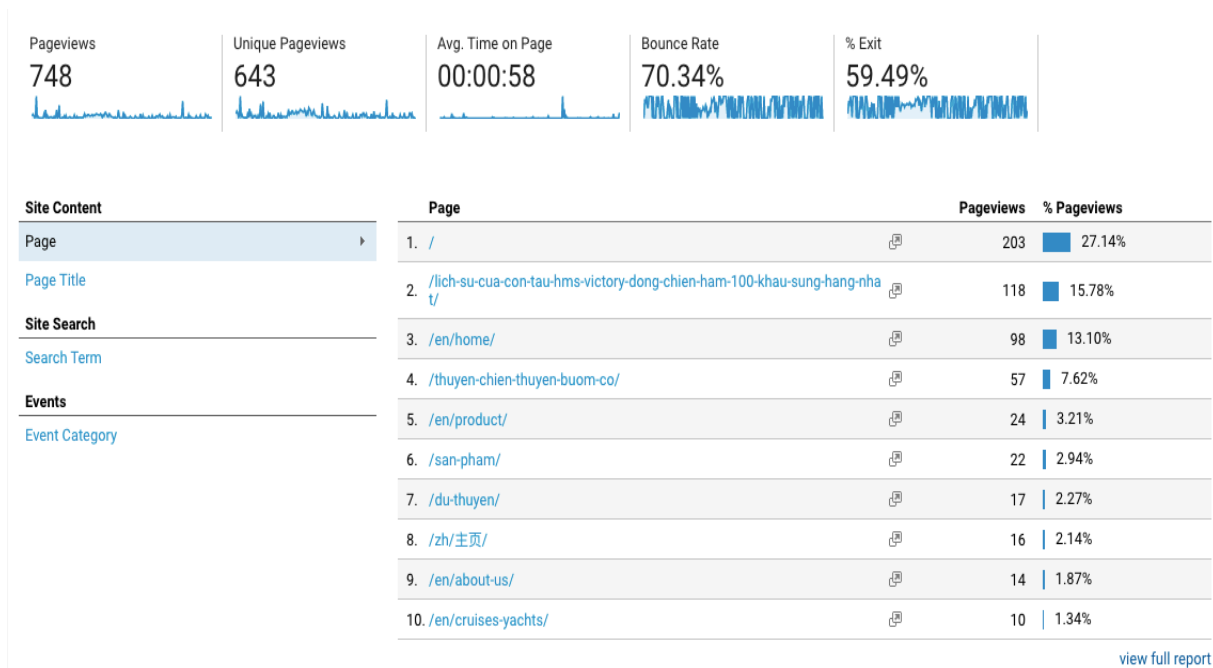 Pageviews
748
Unique Pageviews
643
Avg. Time on Page
00:00:58
Bounce Rate
70.34%
% Exit
59.49%
Site Content
Page
Page Title
Site Search
Search Term
Events
Event Category
Page Pageviews % Pageviews
1. / 203 27.14%
2. /lich-su-cua-con-tau-hms-victory-dong-chien-ham-100-khau-sung-hang-nha
t/ 118 15.78%
3. /en/home/ 98 13.10%
4. /thuyen-chien-thuyen-buom-co/ 57 7.62%
5. /en/product/ 24 3.21%
6. /san-pham/ 22 2.94%
7. /du-thuyen/ 17 2.27%
8. /zh/主页/ 16 2.14%
9. /en/about-us/ 14 1.87%
10. /en/cruises-yachts/ 10 1.34%
view full report